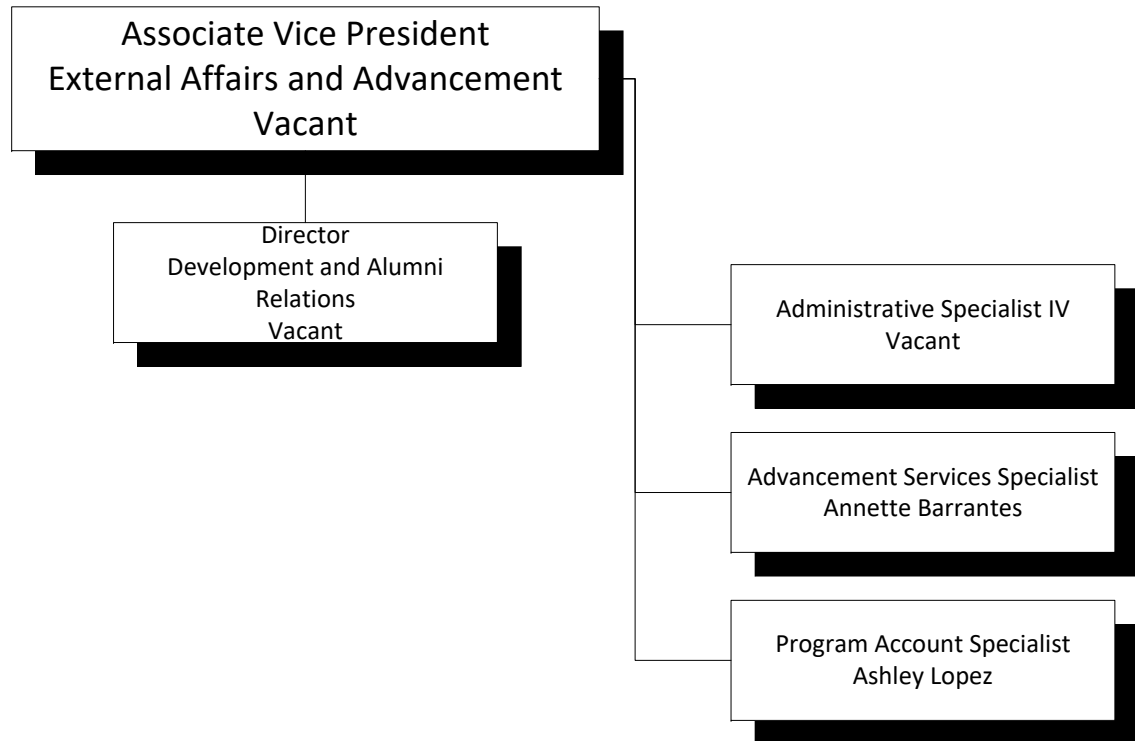 Associate Vice President
External Affairs and Advancement
Vacant
Director
Development and Alumni
Relations
Vacant
Administrative Specialist IV
Vacant
Advancement Services Specialist
Annette Barrantes
Program Account Specialist
Ashley Lopez